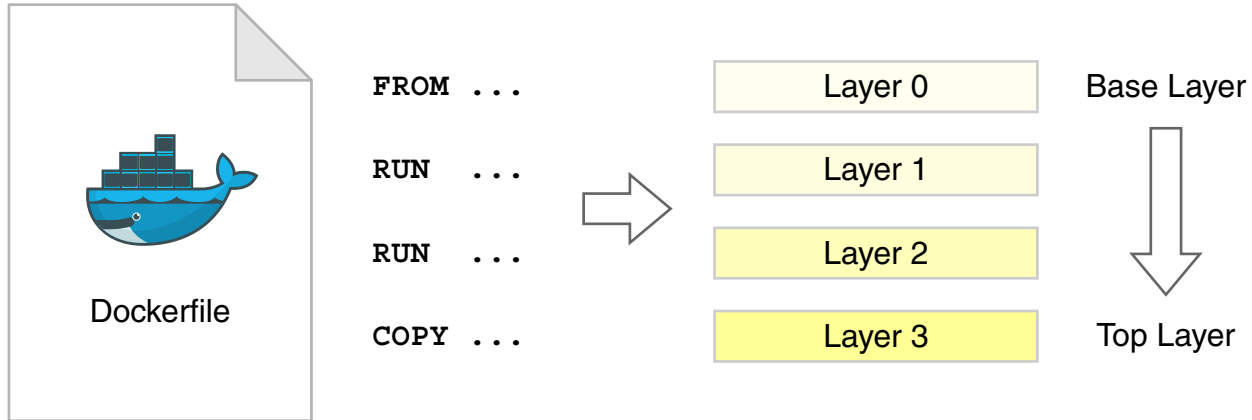 Dockerfile
FROM ...
RUN ...
RUN ...
COPY ...
Layer 0
Layer 1
Layer 2
Layer 3
Base Layer
Top Layer